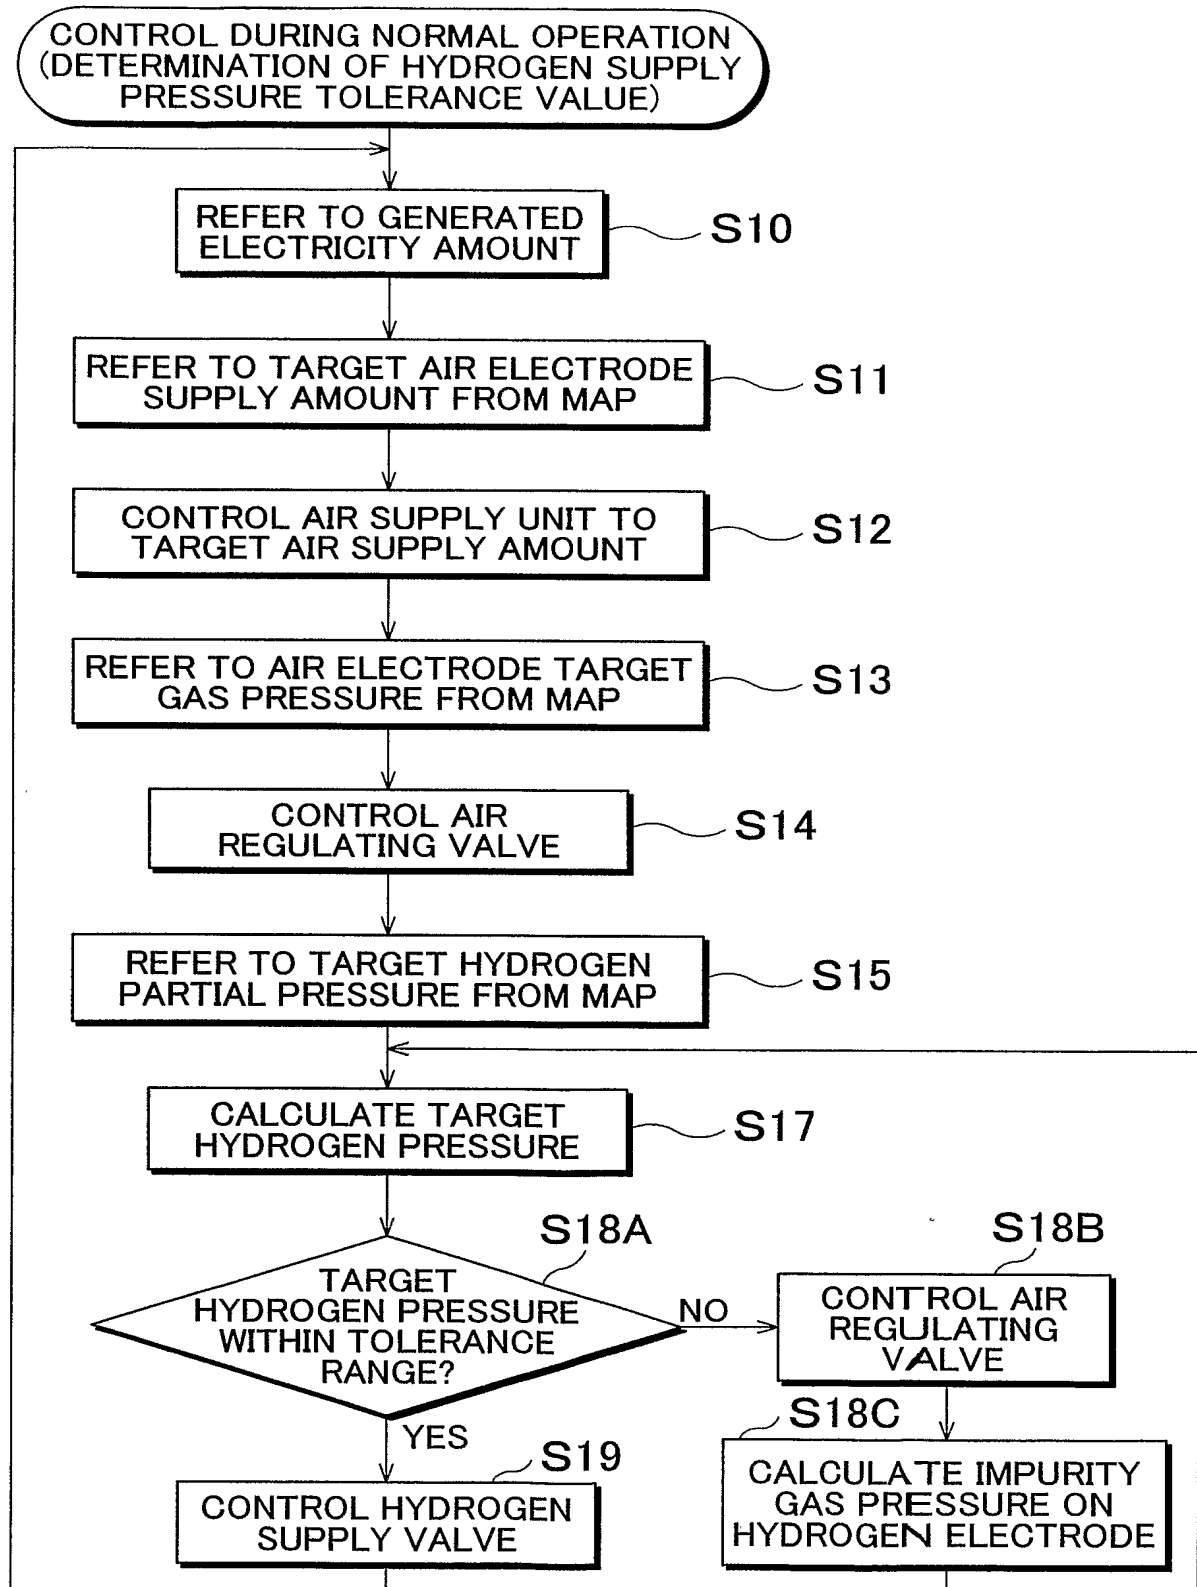 CONTROL DURING NORMAL OPERATION
(DETERMINATION OF HYDROGEN SUPPLY
PRESSURE TOLERANCE VALUE)
REFER TO GENERATED
ELECTRICITY AMOUNT
S10
REFER TO TARGET AIR ELECTRODE
SUPPLY AMOUNT FROM MAP
S11
CONTROL AIR SUPPLY UNIT TO
TARGET AIR SUPPLY AMOUNT
S12
REFER TO AIR ELECTRODE TARGET
GAS PRESSURE FROM MAP
S13
CONTROL AIR
REGULATING VALVE
S14
REFER TO TARGET HYDROGEN
PARTIAL PRESSURE FROM MAP
S15
CALCULATE TARGET
HYDROGEN PRESSURE
S17
S18A
TARGET
HYDROGEN PRESSURE
WITHIN TOLERANCE
RANGE?
NO
S18B
CONTROL AIR
REGULATING
VALVE
YES
S19
CONTROL HYDROGEN
SUPPLY VALVE
S18C
CALCULATE IMPURITY
GAS PRESSURE ON
HYDROGEN ELECTRODE